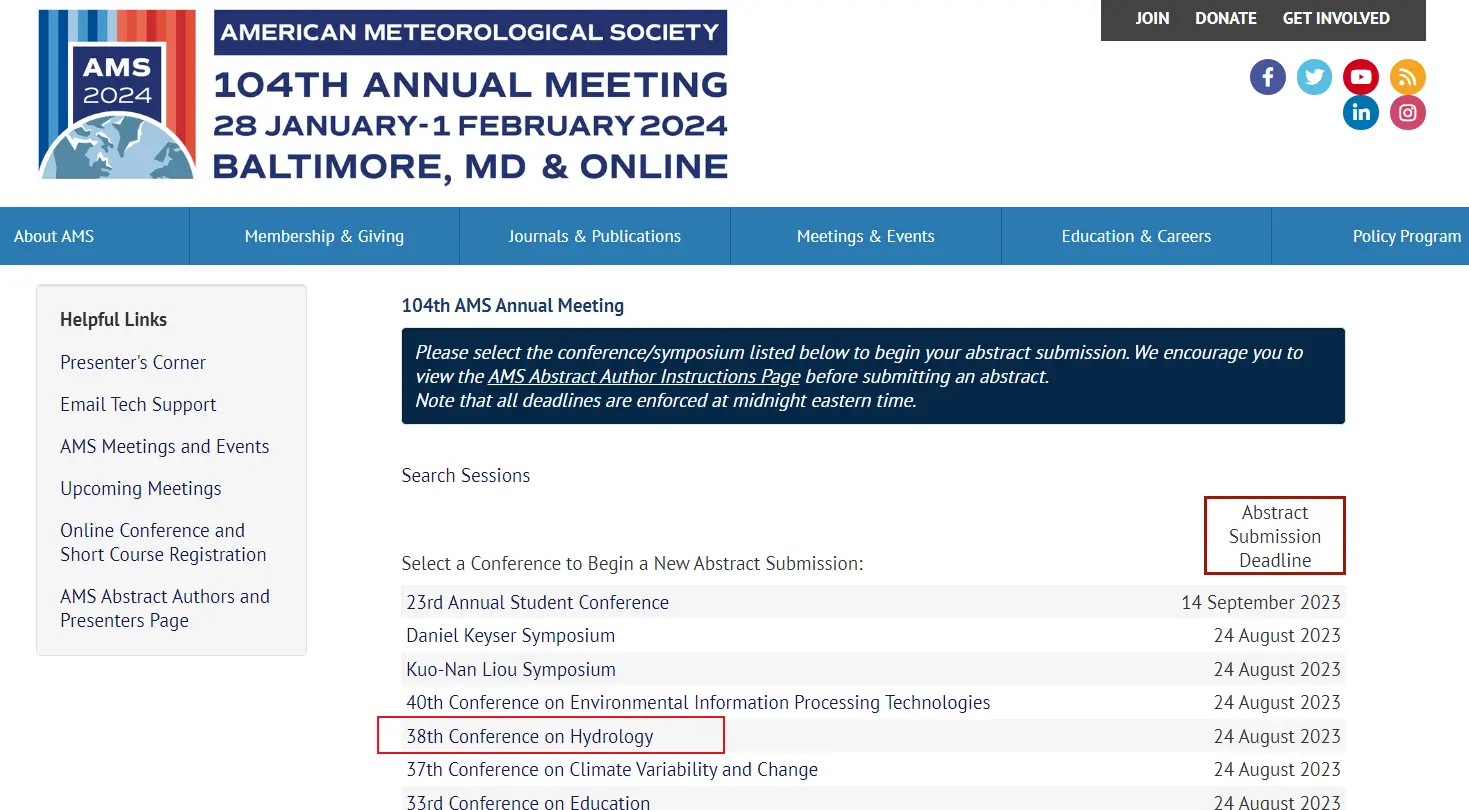 AMS
2024
AMERICAN METEOROLOGICAL SOCIETY
104TH ANNUAL MEETING
28 JANUARY-1 FEBRUARY 2024
BALTIMORE, MD & ONLINE
JOIN DONATE GET INVOLVED
About AMS Membership & Giving Journals & Publications Meetings & Events Education & Careers Policy Program
Helpful Links
Presenter's Corner
Email Tech Support
AMS Meetings and Events
Upcoming Meetings
Online Conference and
Short Course Registration
AMS Abstract Authors and
Presenters Page
104th AMS Annual Meeting
Please select the conference/symposium listed below to begin your abstract submission. We encourage you to
view the AMS Abstract Author Instructions Page before submitting an abstract.
Note that all deadlines are enforced at midnight eastern time.
Search Sessions
Abstract
Submission
Deadline
Select a Conference to Begin a New Abstract Submission:
23rd Annual Student Conference 14 September 2023
Daniel Keyser Symposium 24 August 2023
Kuo-Nan Liou Symposium 24 August 2023
40th Conference on Environmental Information Processing Technologies 24 August 2023
38th Conference on Hydrology 24 August 2023
37th Conference on Climate Variability and Change 24 August 2023
33rd Conference on Education 24 August 2023